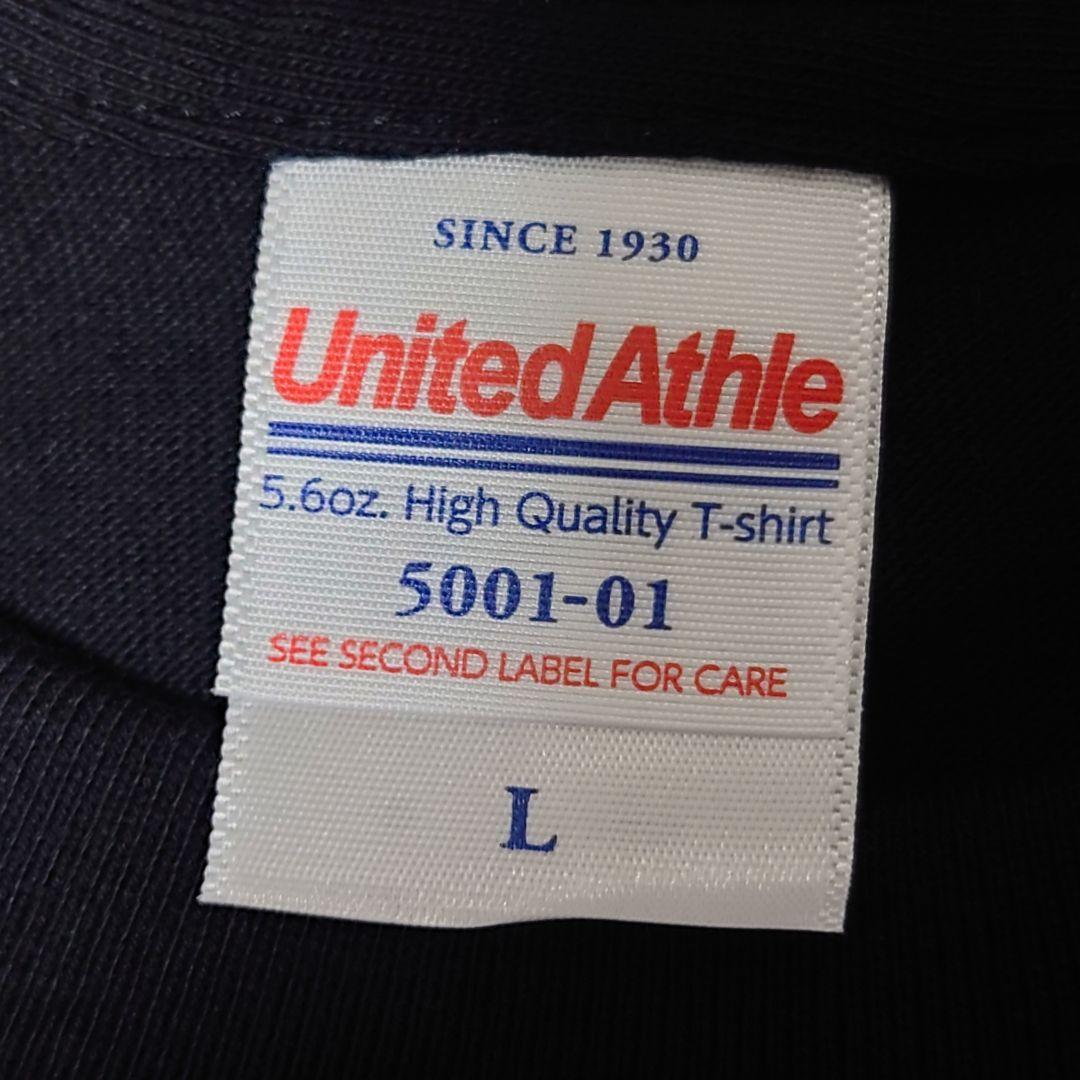 SINCE 1930
UnitedAthle
5.6oz. High Quality T-shirt
5001-01
SEE SECOND LABEL FOR CARE
L